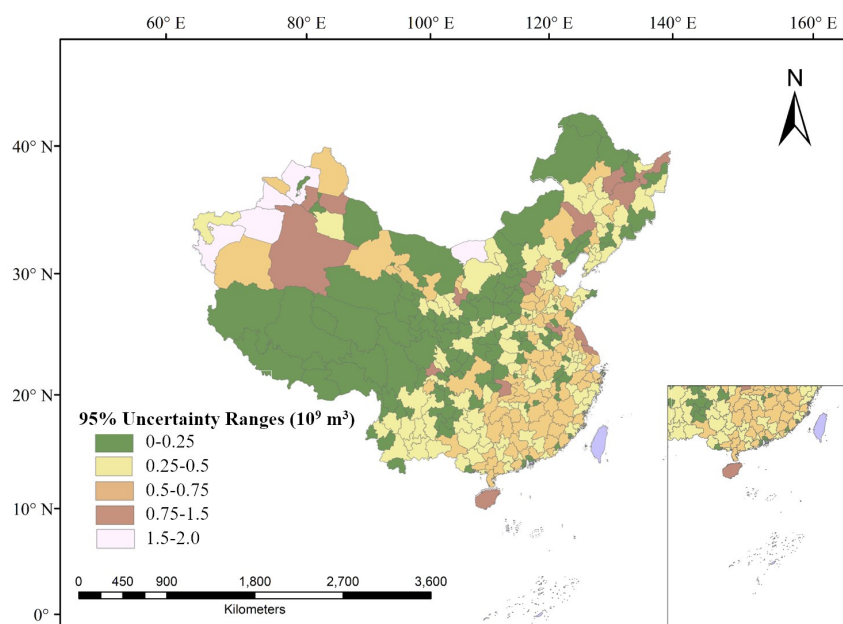 60° E 80° E 100° E 120° E 140° E 160° E
N
40° N
30° N
20° N
10° N
0°
95% Uncertainty Ranges (10⁹ m³)
0-0.25
0.25-0.5
0.5-0.75
0.75-1.5
1.5-2.0
0 450 900 1,800 2,700 3,600
Kilometers